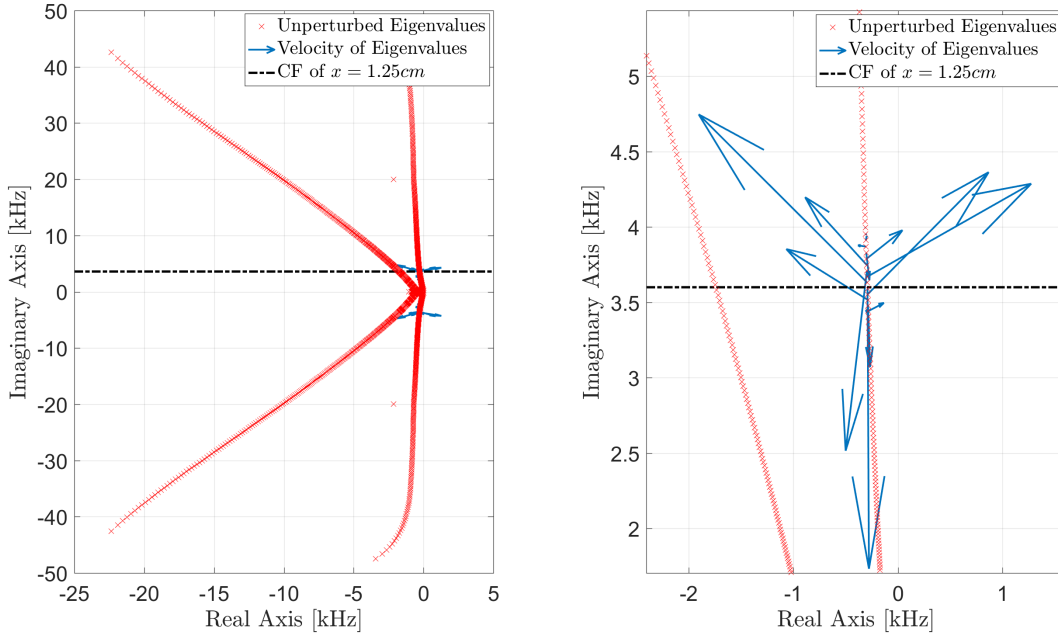 50
40
30
20
10
0
-10
-20
-30
-40
-50
-25
-20
-15
-10
-5
0
5
Imaginary Axis [kHz]
Real Axis [kHz]
Unperturbed Eigenvalues
Velocity of Eigenvalues
CF of x = 1.25cm
5
4.5
4
3.5
3
2.5
2
-2
-1
0
1
Imaginary Axis [kHz]
Real Axis [kHz]
Unperturbed Eigenvalues
Velocity of Eigenvalues
CF of x = 1.25cm